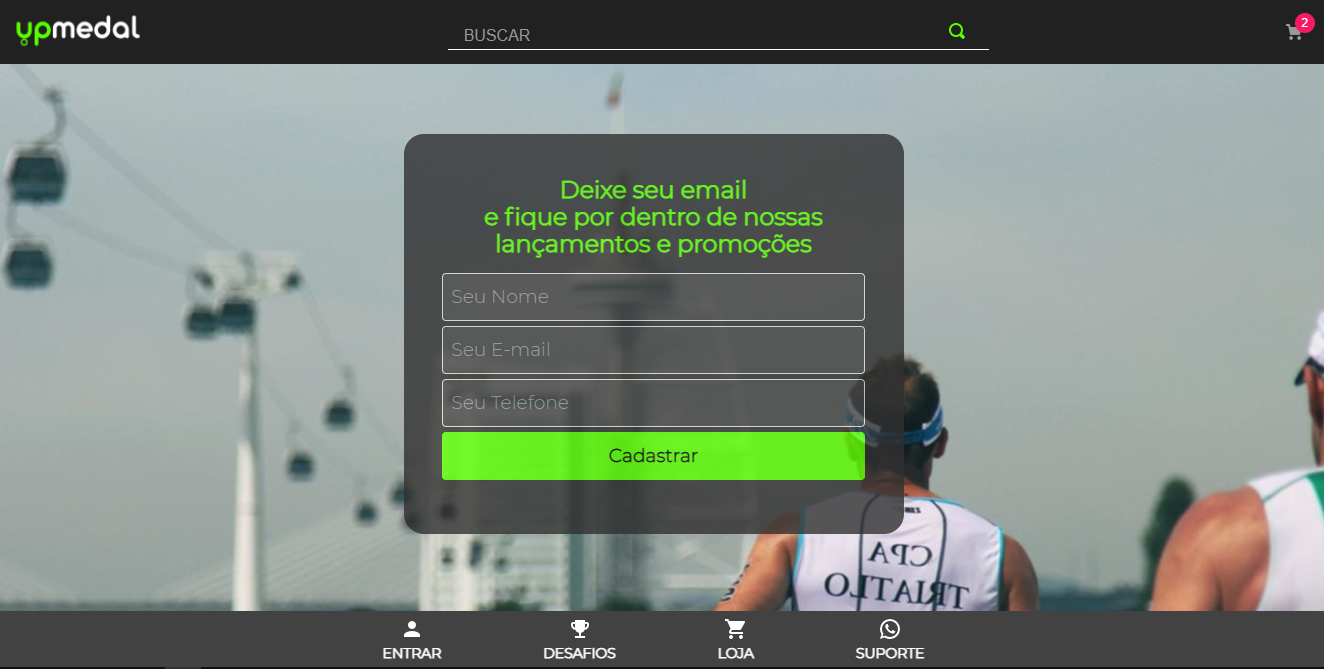 upmedal
BUSCAR
2
Deixe seu email
e fique por dentro de nossas
lançamentos e promoções
Seu Nome
Seu E-mail
Seu Telefone
Cadastrar
CPA
TRIATLO
ENTRAR
DESAFIOS
LOJA
SUPORTE